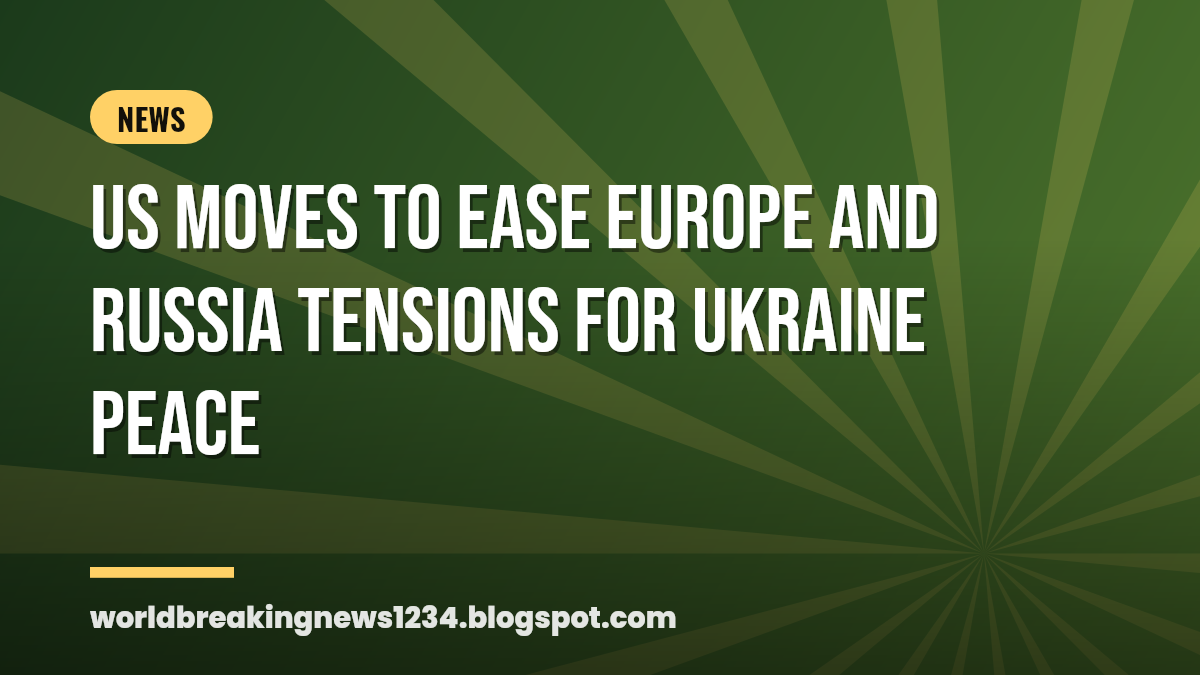 NEWS
US MOVES TO EASE EUROPE AND
RUSSIA TENSIONS FOR UKRAINE
PEACE
worldbreakingnews1234.blogspot.com